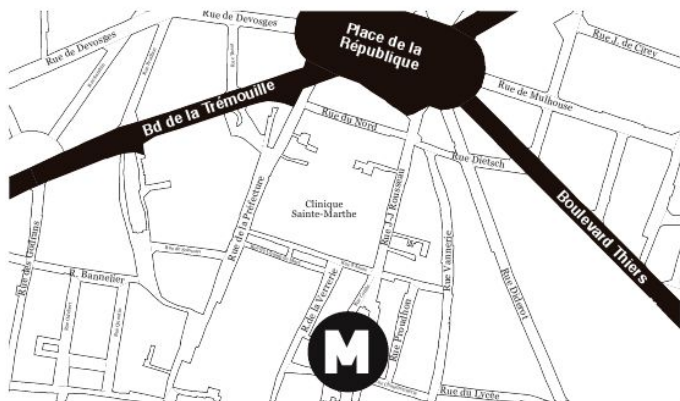 Rue de Devosges
Rue de Devosges
Place de la
République
Rue J. de Cirey
Bd de la Trémouille
Rue de Mulhouse
Rue du Nord
Rue Dietsch
Clinique
Sainte-Marthe
Rue de la Préfecture
Rue J-J Rousseau
Boulevard Thiers
Rue Vannerie
R. Bannelier
R. de la Verrerie
Rue Diderot
Rue Proudhon
M
Rue du Lycée